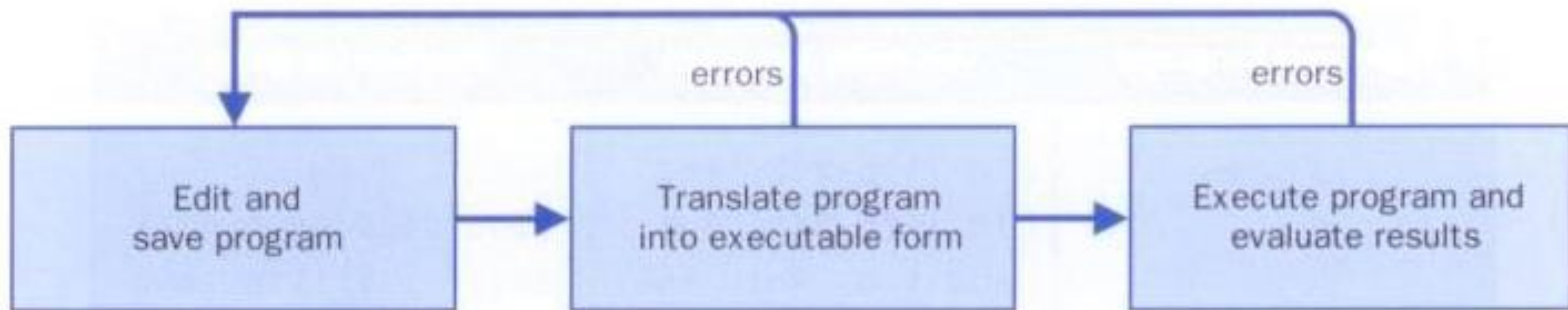 errors
errors
Edit and
save program
Translate program
into executable form
Execute program and
evaluate results